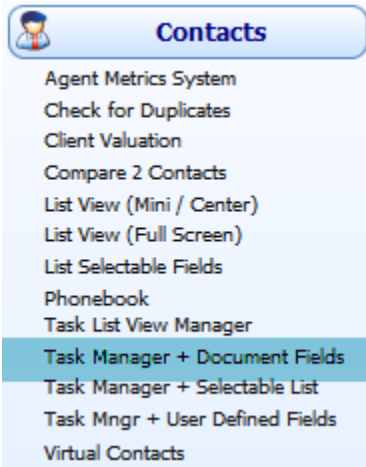 Contacts
Agent Metrics System
Check for Duplicates
Client Valuation
Compare 2 Contacts
List View (Mini / Center)
List View (Full Screen)
List Selectable Fields
Phonebook
Task List View Manager
Task Manager + Document Fields
Task Manager + Selectable List
Task Mngr + User Defined Fields
Virtual Contacts